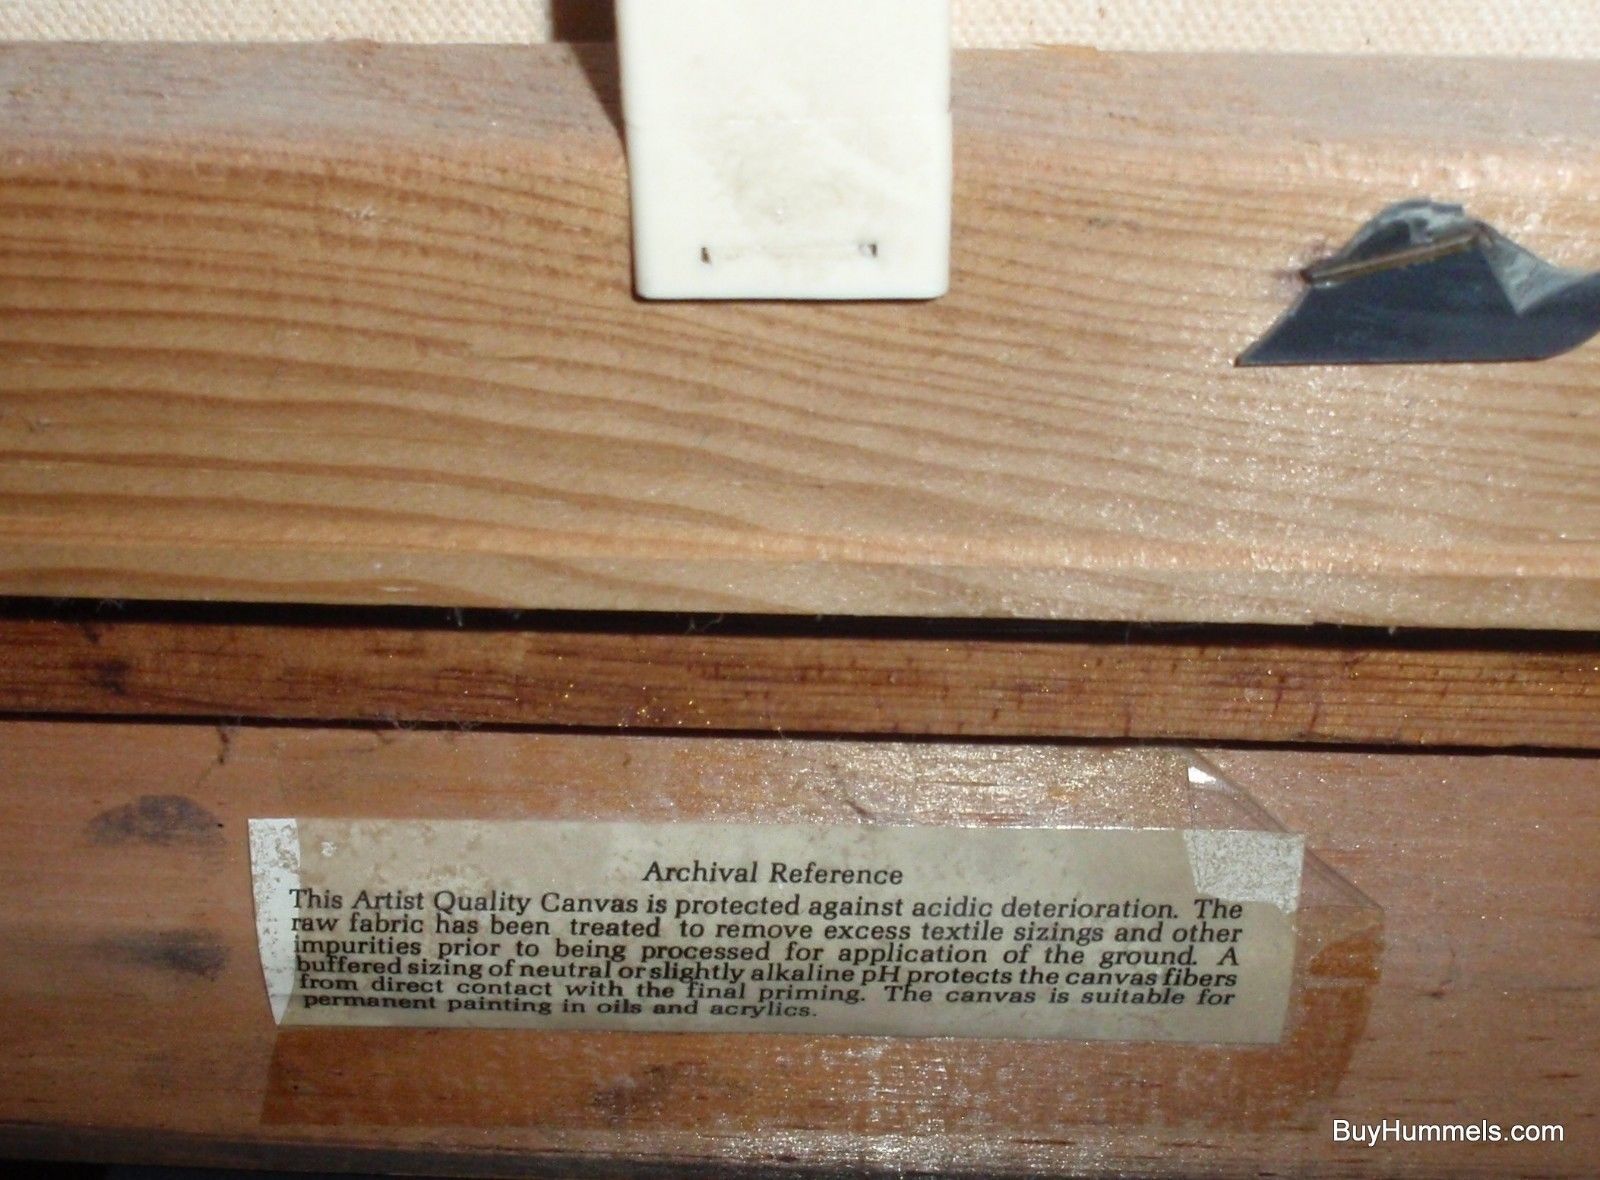 Archival Reference
This Artist Quality Canvas is protected against acidic deterioration. The
raw fabric has been treated to remove excess textile sizings and other
impurities prior to being processed for application of the ground. A
buffered sizing of neutral or slightly alkaline pH protects the canvas fibers
from direct contact with the final priming. The canvas is suitable for
permanent painting in oils and acrylics.
BuyHummels.com